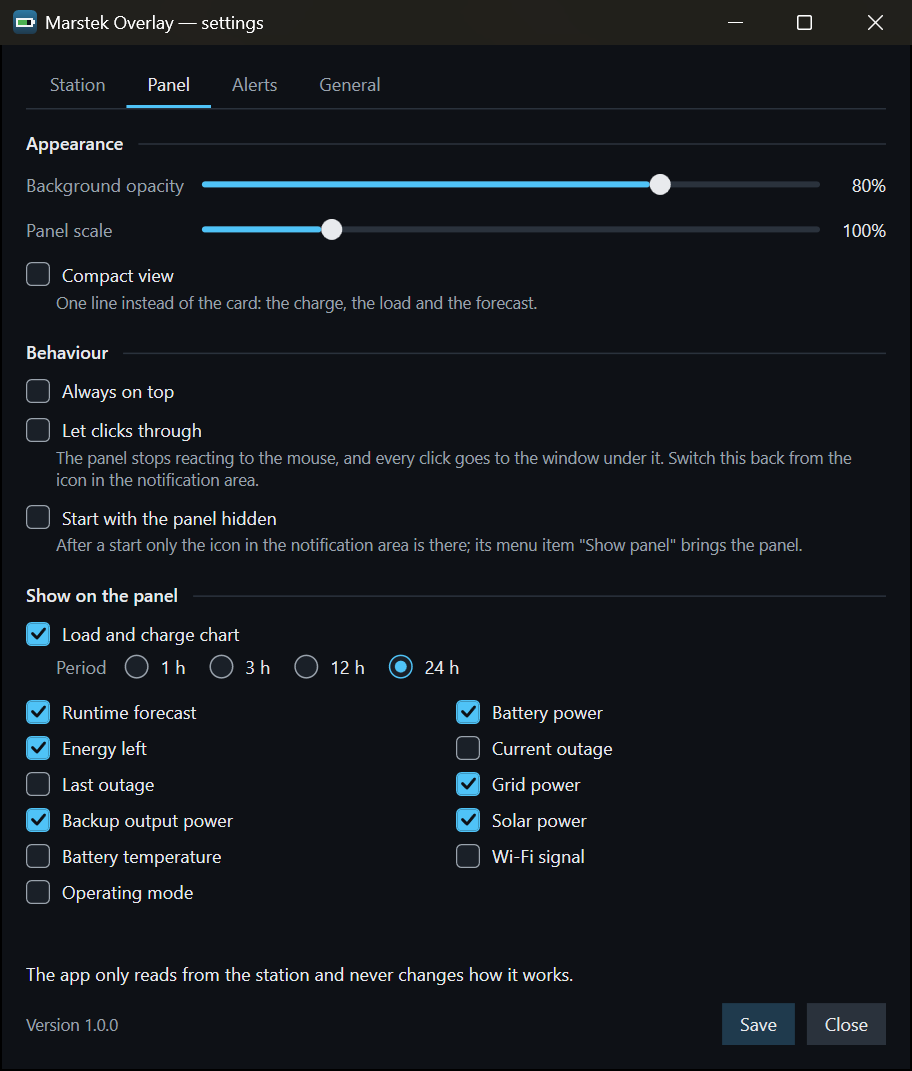 Marstek Overlay — settings
Station Panel Alerts General
Appearance
Background opacity 80%
Panel scale 100%
Compact view
One line instead of the card: the charge, the load and the forecast.
Behaviour
Always on top
Let clicks through
The panel stops reacting to the mouse, and every click goes to the window under it. Switch this back from the
icon in the notification area.
Start with the panel hidden
After a start only the icon in the notification area is there; its menu item "Show panel" brings the panel.
Show on the panel
Load and charge chart
Period 1 h 3 h 12 h 24 h
Runtime forecast Battery power
Energy left Current outage
Last outage Grid power
Backup output power Solar power
Battery temperature Wi-Fi signal
Operating mode
The app only reads from the station and never changes how it works.
Version 1.0.0 Save Close